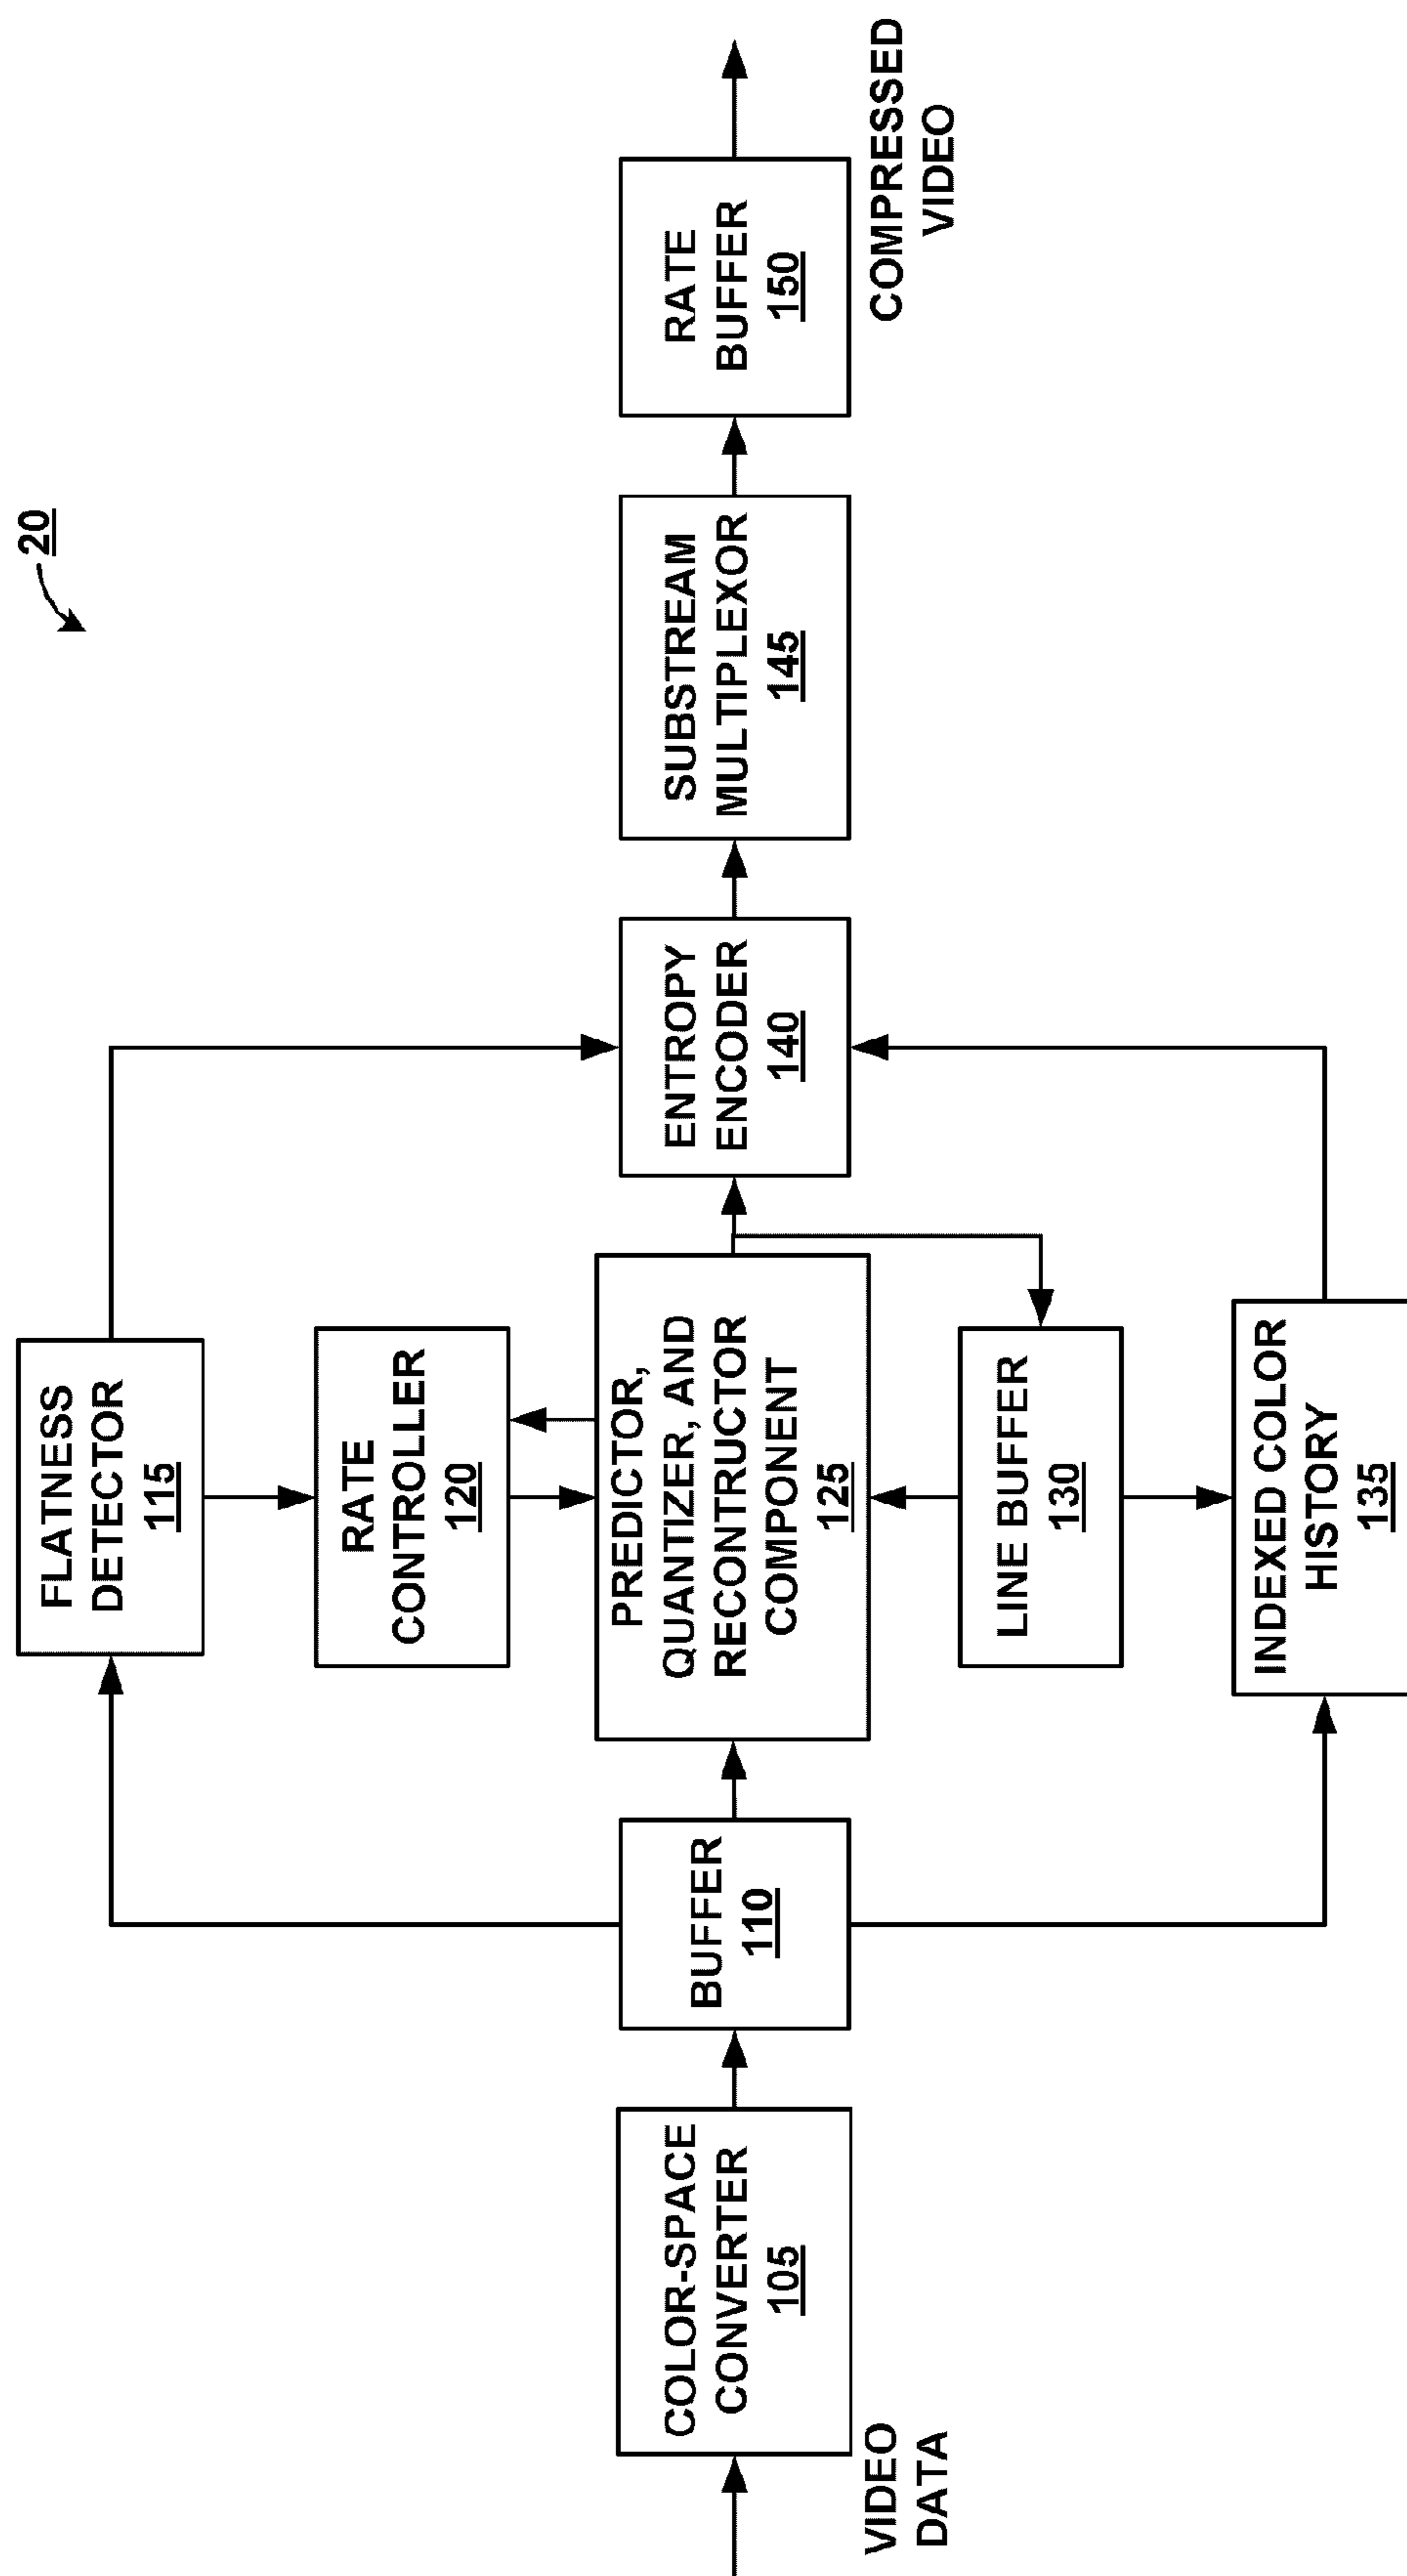 20
FLATNESS
DETECTOR
115
RATE
CONTROLLER
120
VIDEO
DATA
COLOR-SPACE
CONVERTER
105
BUFFER
110
PREDICTOR,
QUANTIZER, AND
RECONTRUCTOR
COMPONENT
125
ENTROPY
ENCODER
140
SUBSTREAM
MULTIPLEXOR
145
RATE
BUFFER
150
COMPRESSED
VIDEO
LINE BUFFER
130
INDEXED COLOR
HISTORY
135